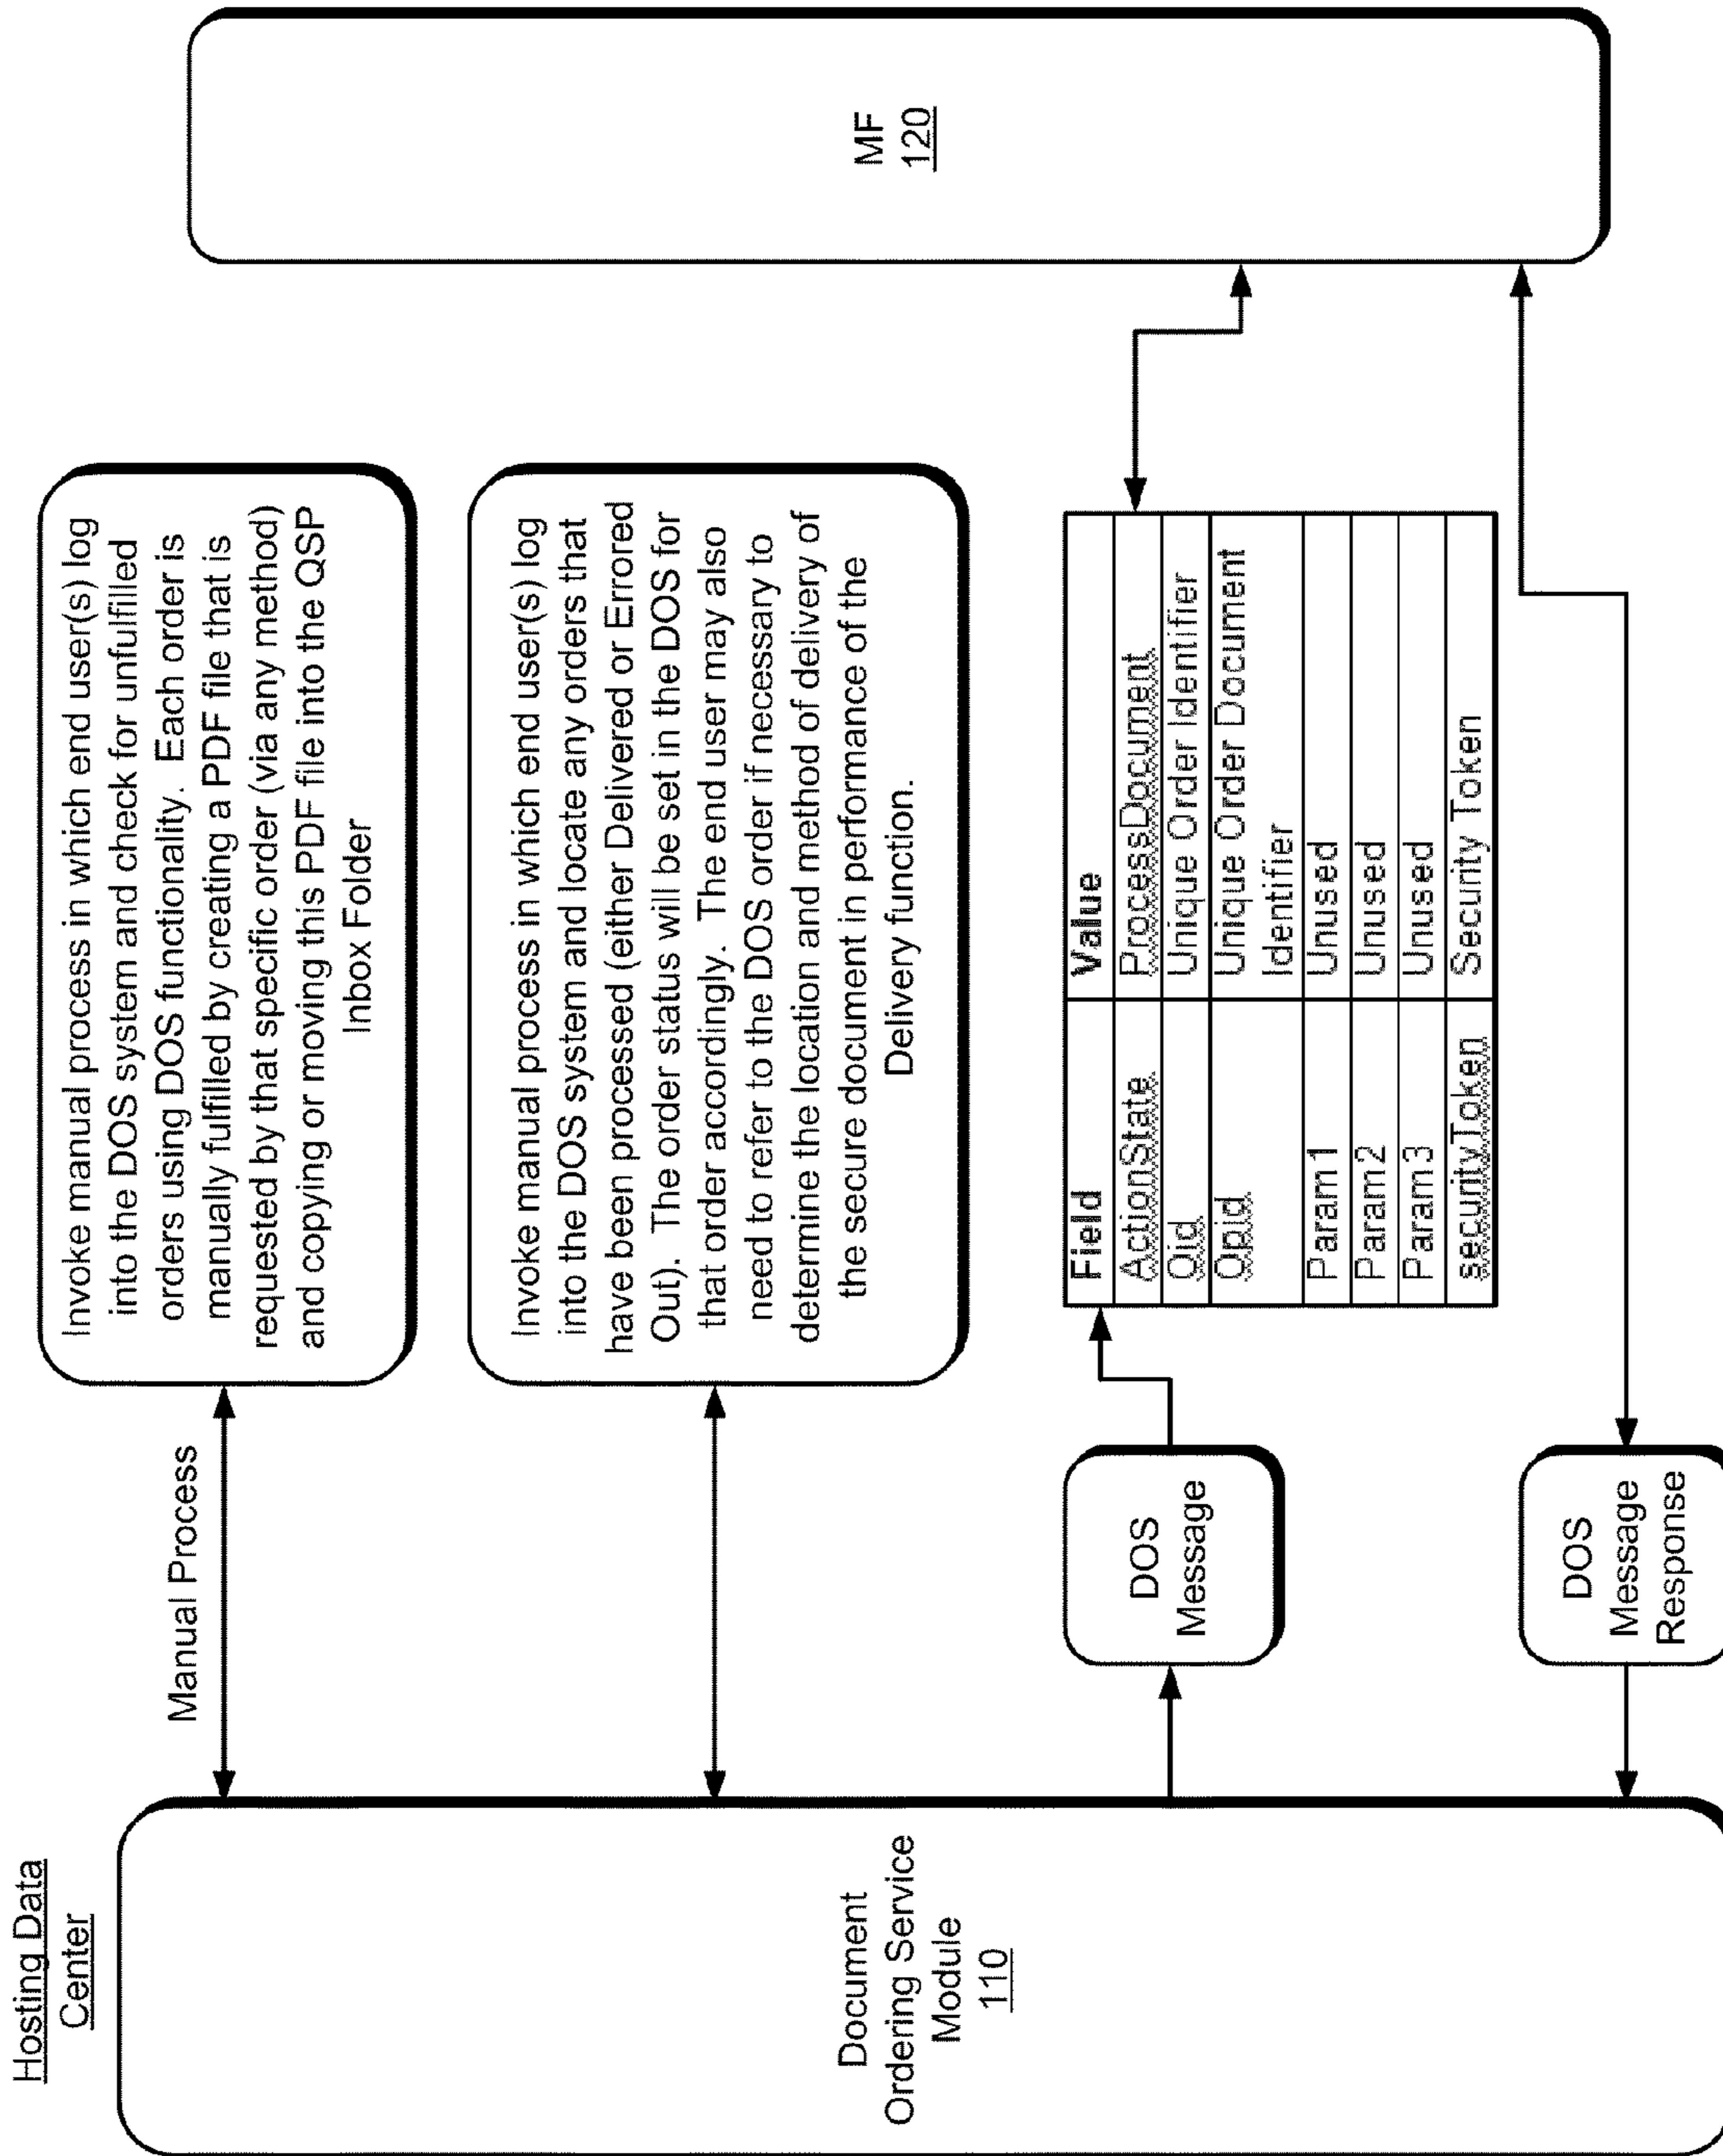 Hosting Data
Center
Document
Ordering Service
Module
110
Manual Process
Invoke manual process in which end user(s) log
into the DOS system and check for unfulfilled
orders using DOS functionality. Each order is
manually fulfilled by creating a PDF file that is
requested by that specific order (via any method)
and copying or moving this PDF file into the QSP
Inbox Folder
Invoke manual process in which end user(s) log
into the DOS system and locate any orders that
have been processed (either Delivered or Errored
Out). The order status will be set in the DOS for
that order accordingly. The end user may also
need to refer to the DOS order if necessary to
determine the location and method of delivery of
the secure document in performance of the
Delivery function.
DOS
Message
Field Value
ActionState ProcessDocument
Oid Unique Order Identifier
Opid Unique Order Document
Identifier
Param1 Unused
Param2 Unused
Param3 Unused
securityToken Security Token
DOS
Message
Response
MF
120